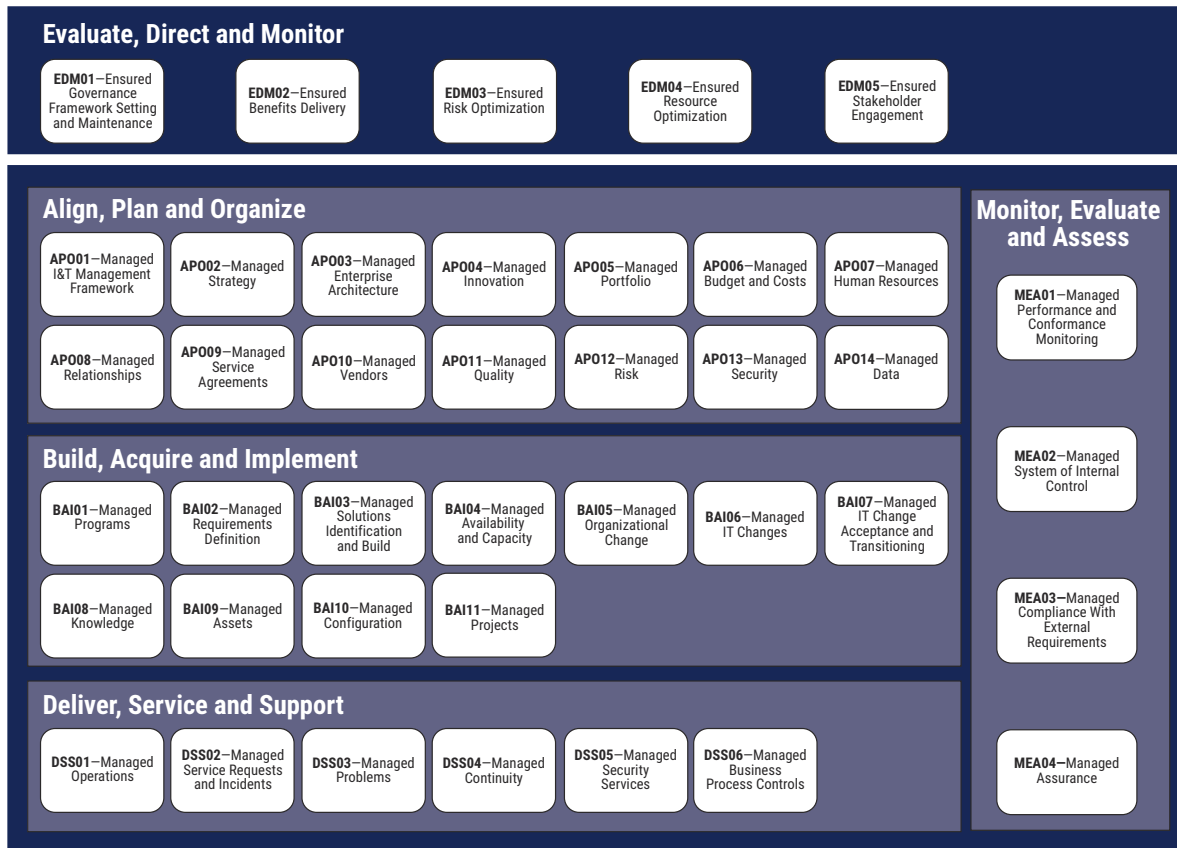 Evaluate, Direct and Monitor
EDM01—Ensured
Governance
Framework Setting
and Maintenance
EDM02—Ensured
Benefits Delivery
EDM03—Ensured
Risk Optimization
EDM04—Ensured
Resource
Optimization
EDM05—Ensured
Stakeholder
Engagement
Align, Plan and Organize
APO01—Managed
I&T Management
Framework
APO02—Managed
Strategy
APO03—Managed
Enterprise
Architecture
APO04—Managed
Innovation
APO05—Managed
Portfolio
APO06—Managed
Budget and Costs
APO07—Managed
Human Resources
APO08—Managed
Relationships
APO09—Managed
Service
Agreements
APO10—Managed
Vendors
APO11—Managed
Quality
APO12—Managed
Risk
APO13—Managed
Security
APO14—Managed
Data
Build, Acquire and Implement
BAI01—Managed
Programs
BAI02—Managed
Requirements
Definition
BAI03—Managed
Solutions
Identification
and Build
BAI04—Managed
Availability
and Capacity
BAI05—Managed
Organizational
Change
BAI06—Managed
IT Changes
BAI07—Managed
IT Change
Acceptance and
Transitioning
BAI08—Managed
Knowledge
BAI09—Managed
Assets
BAI10—Managed
Configuration
BAI11—Managed
Projects
Deliver, Service and Support
DSS01—Managed
Operations
DSS02—Managed
Service Requests
and Incidents
DSS03—Managed
Problems
DSS04—Managed
Continuity
DSS05—Managed
Security
Services
DSS06—Managed
Business
Process Controls
Monitor, Evaluate
and Assess
MEA01—Managed
Performance and
Conformance
Monitoring
MEA02—Managed
System of Internal
Control
MEA03—Managed
Compliance With
External
Requirements
MEA04—Managed
Assurance